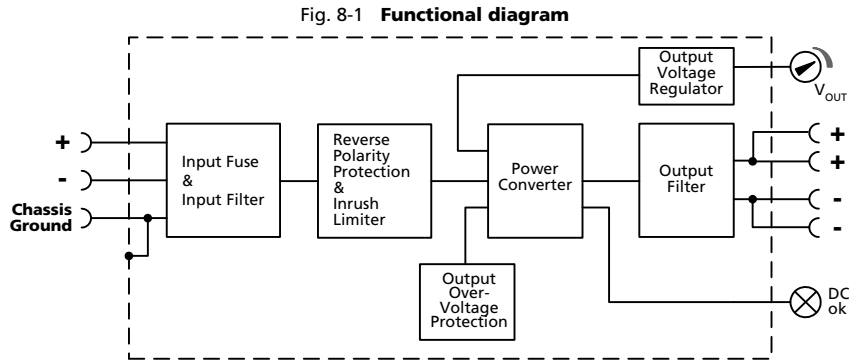 Fig. 8-1 Functional diagram
Output
Voltage
Regulator
VOUT
+
-
Chassis
Ground
Input Fuse
&
Input Filter
Reverse
Polarity
Protection
&
Inrush
Limiter
Power
Converter
Output
Filter
+
+
-
-
Output
Over-
Voltage
Protection
DC
ok